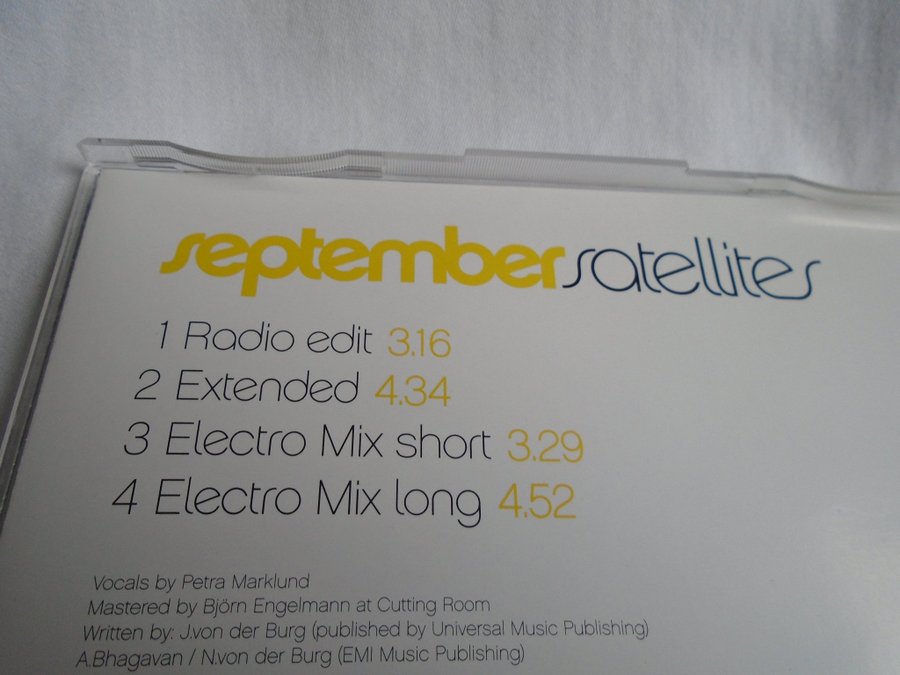 septembersatellites
1 Radio edit 3.16
2 Extended 4.34
3 Electro Mix short 3.29
4 Electro Mix long 4.52
Vocals by Petra Marklund
Mastered by Björn Engelmann at Cutting Room
Written by: J.von der Burg (published by Universal Music Publishing)
A.Bhagavan / N.von der Burg (EMI Music Publishing)